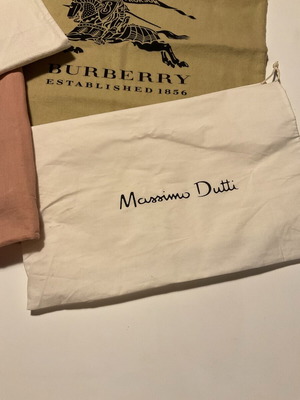 BURBERRY
ESTABLISHED 1856
Massimo Dutti